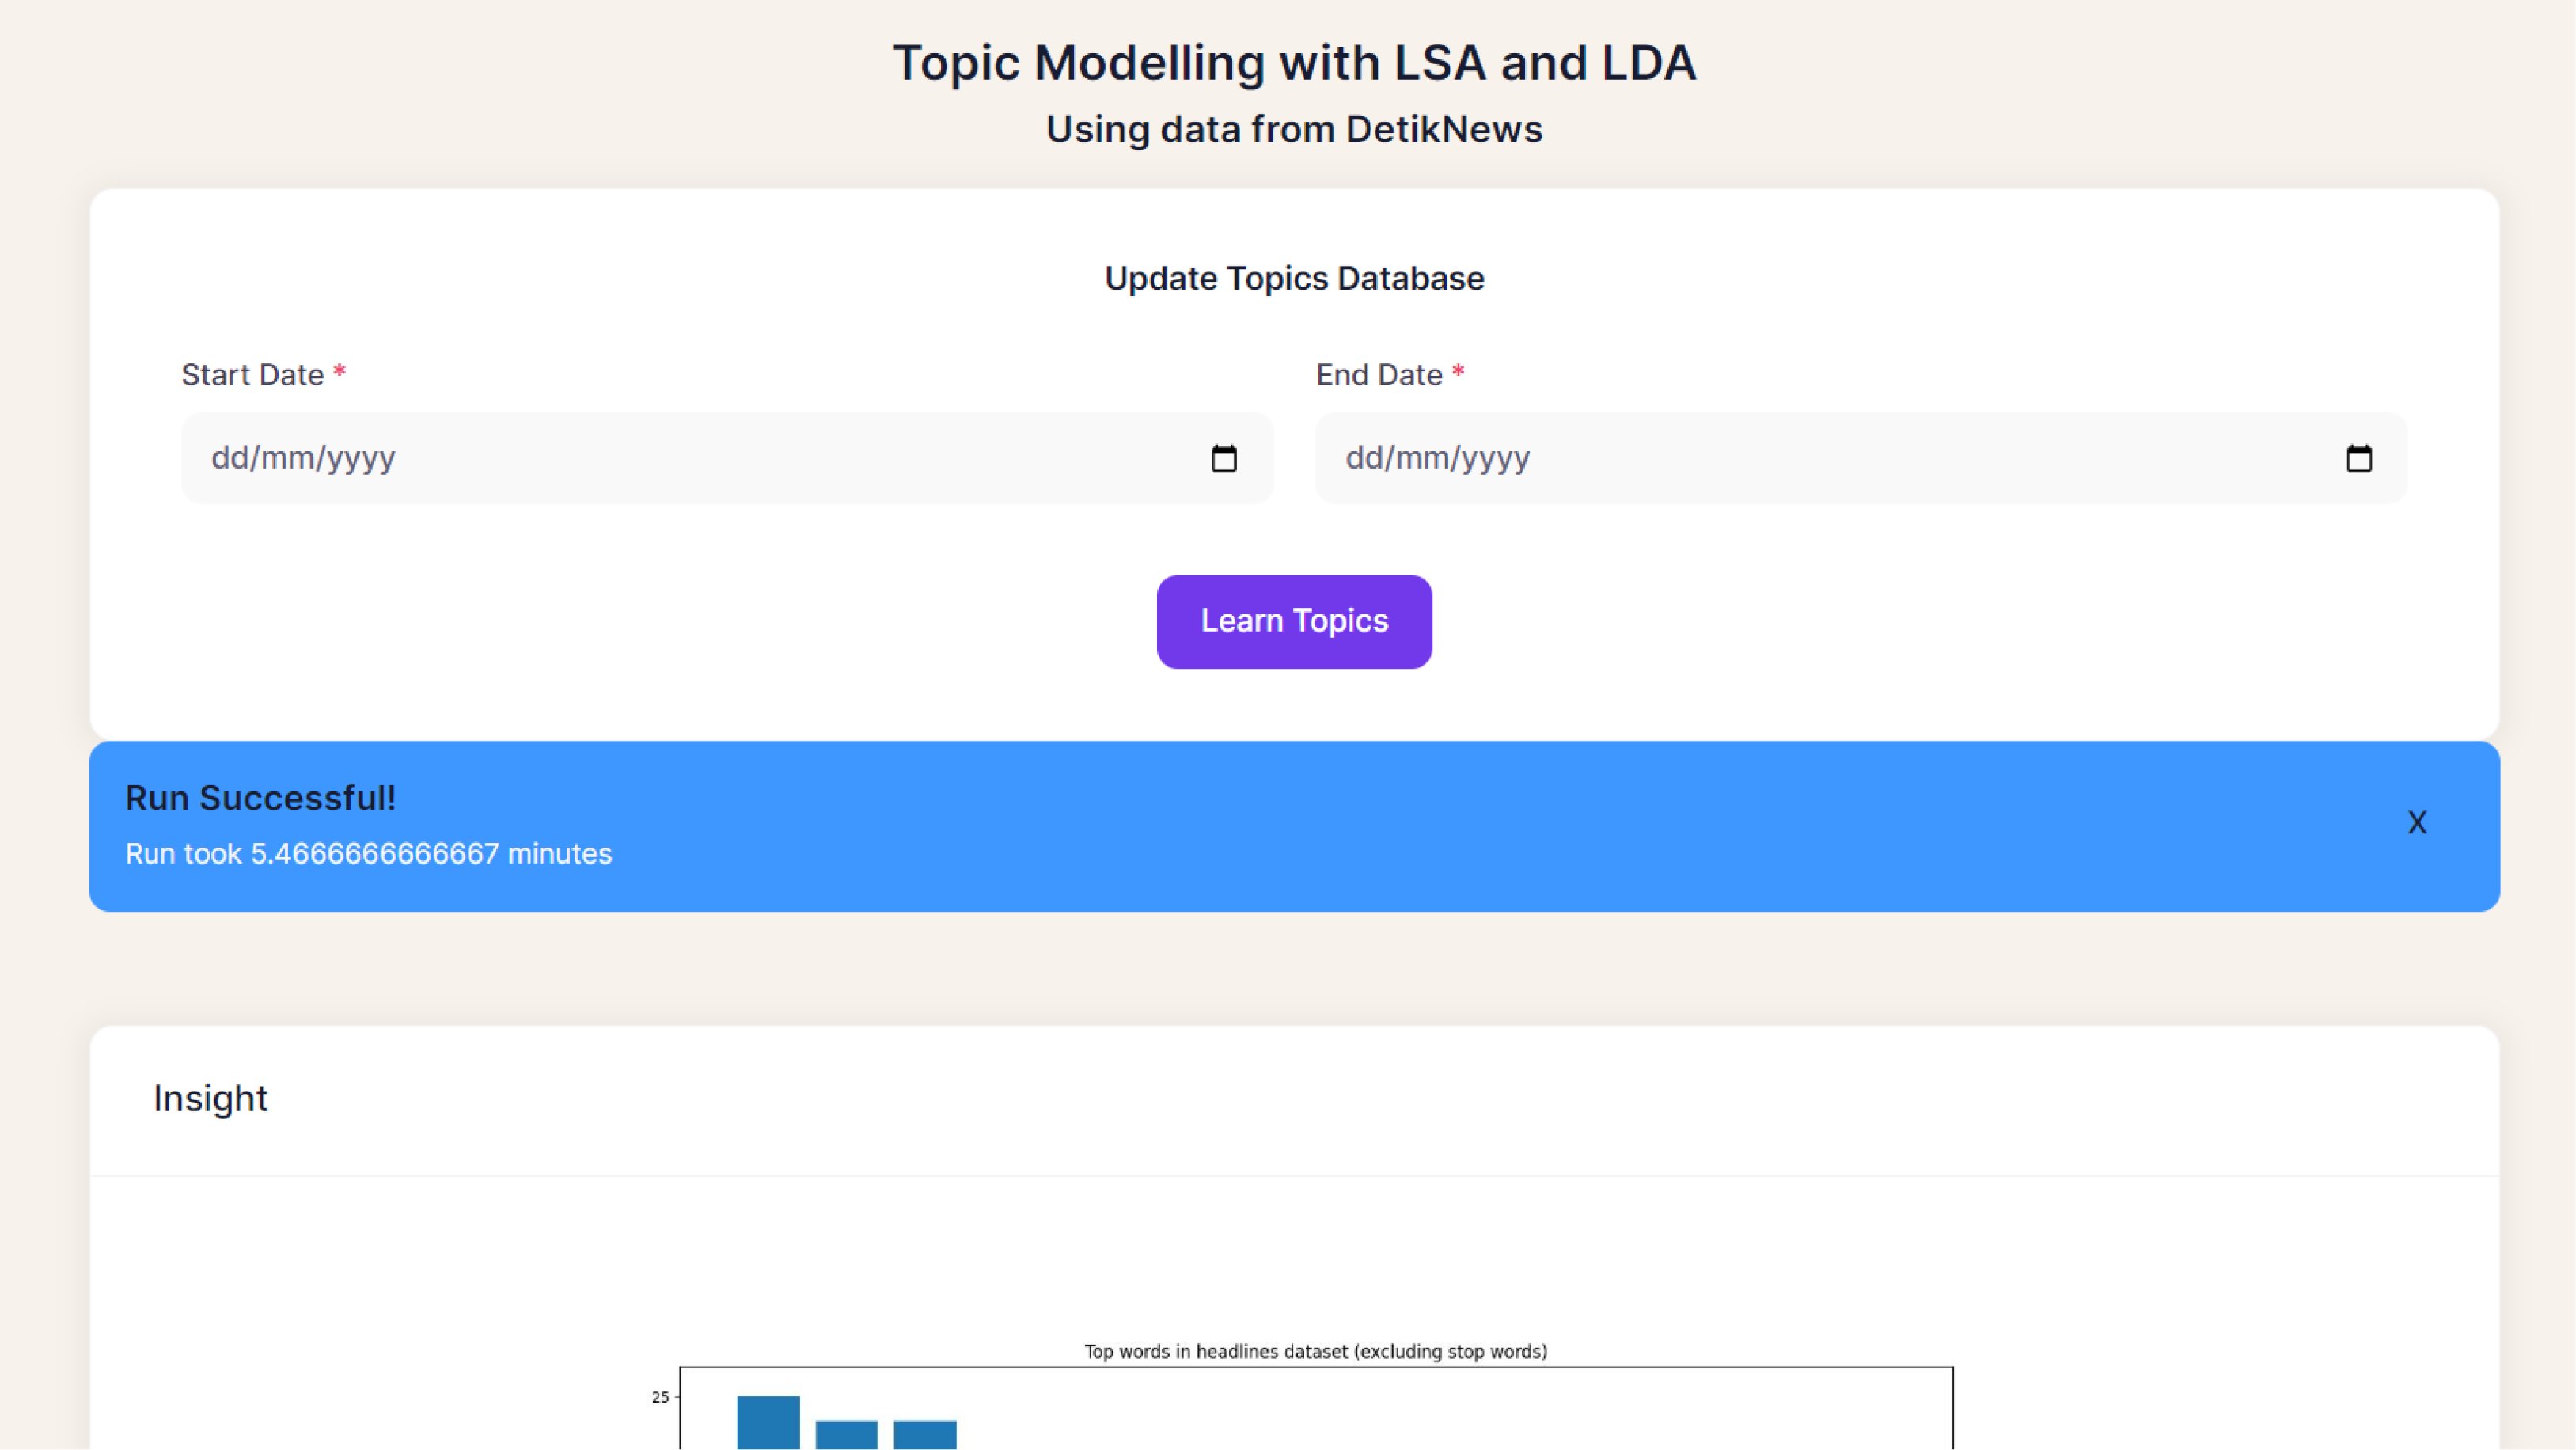 Topic Modelling with LSA and LDA
Using data from DetikNews
Update Topics Database
Start Date *
End Date *
dd/mm/yyyy
dd/mm/yyyy
Learn Topics
Run Successful!
Run took 5.4666666666667 minutes
X
Insight
Top words in headlines dataset (excluding stop words)
25